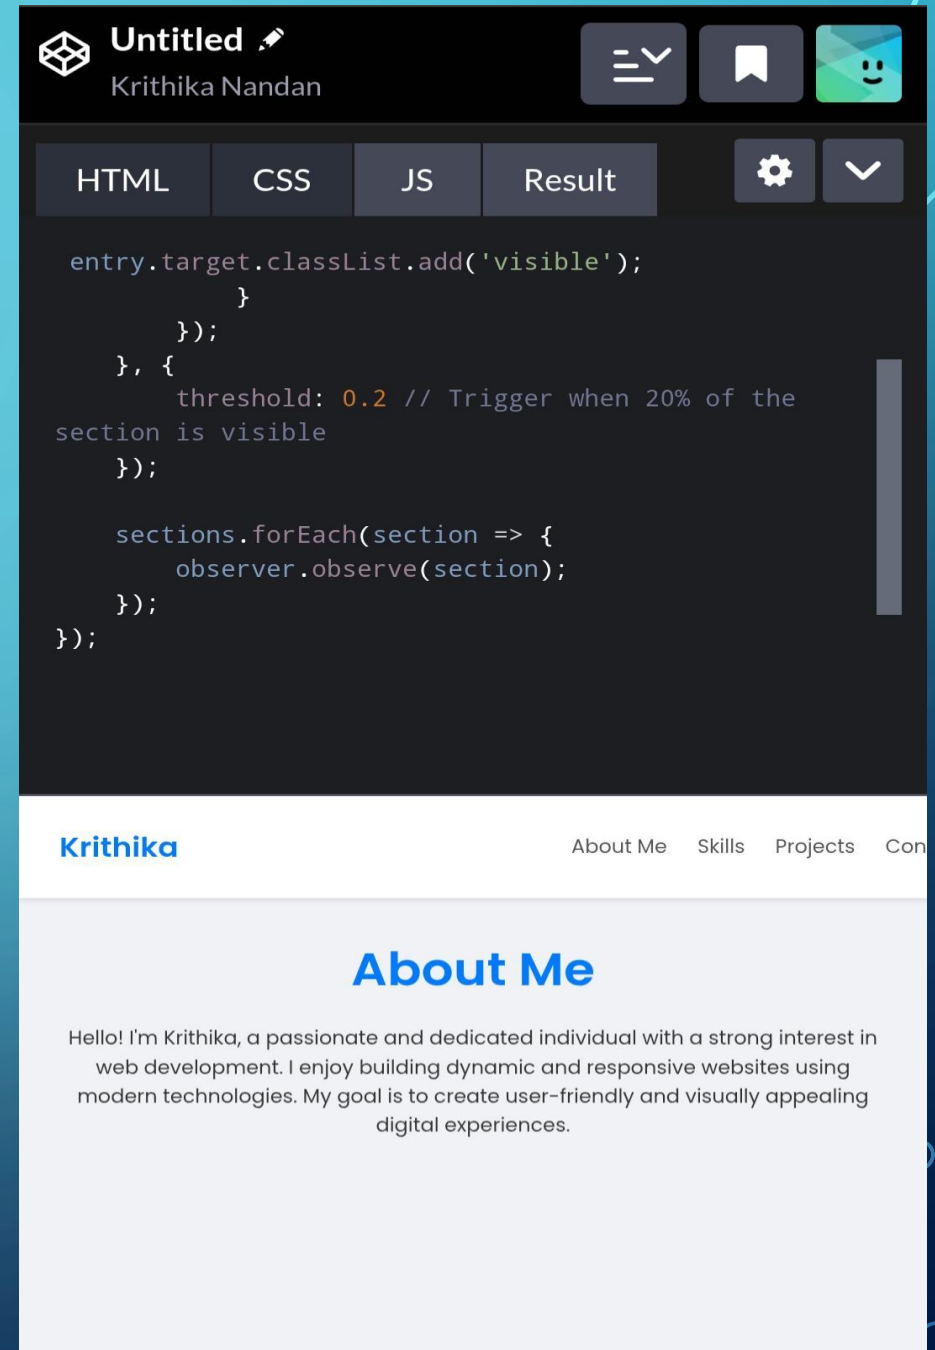 Untitled
Krithika Nandan
HTML CSS JS Result
entry.target.classList.add('visible');
}
});
}, {
threshold: 0.2 // Trigger when 20% of the
section is visible
});
sections.forEach(section => {
observer.observe(section);
});
});
Krithika About Me Skills Projects Con
About Me
Hello! I'm Krithika, a passionate and dedicated individual with a strong interest in
web development. I enjoy building dynamic and responsive websites using
modern technologies. My goal is to create user-friendly and visually appealing
digital experiences.